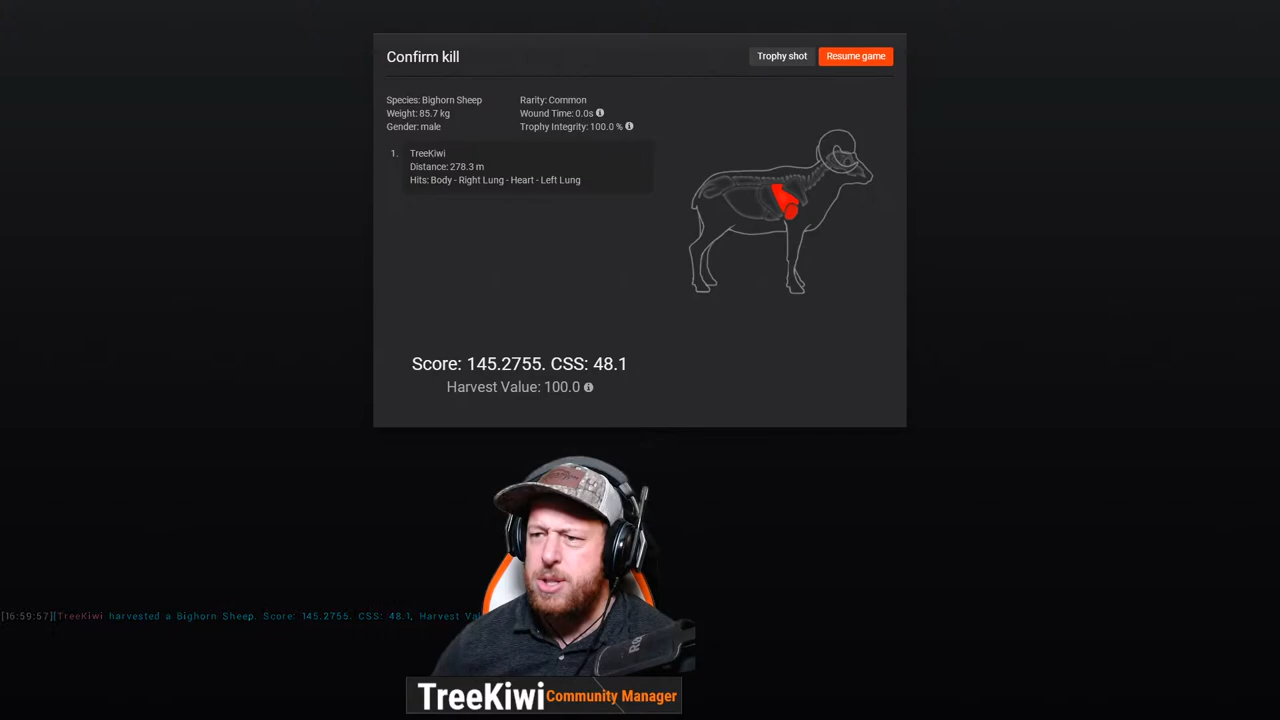 Confirm kill
Trophy shot
Resume game
Species: Bighorn Sheep
Weight: 85.7 kg
Gender: male
Rarity: Common
Wound Time: 0.0s
Trophy Integrity: 100.0 %
1. TreeKiwi
Distance: 278.3 m
Hits: Body - Right Lung - Heart - Left Lung
Score: 145.2755. CSS: 48.1
Harvest Value: 100.0
[16:59:57][TreeKiwi harvested a Bighorn Sheep. Score: 145.2755. CSS: 48.1, Harvest
TreeKiwi Community Manager